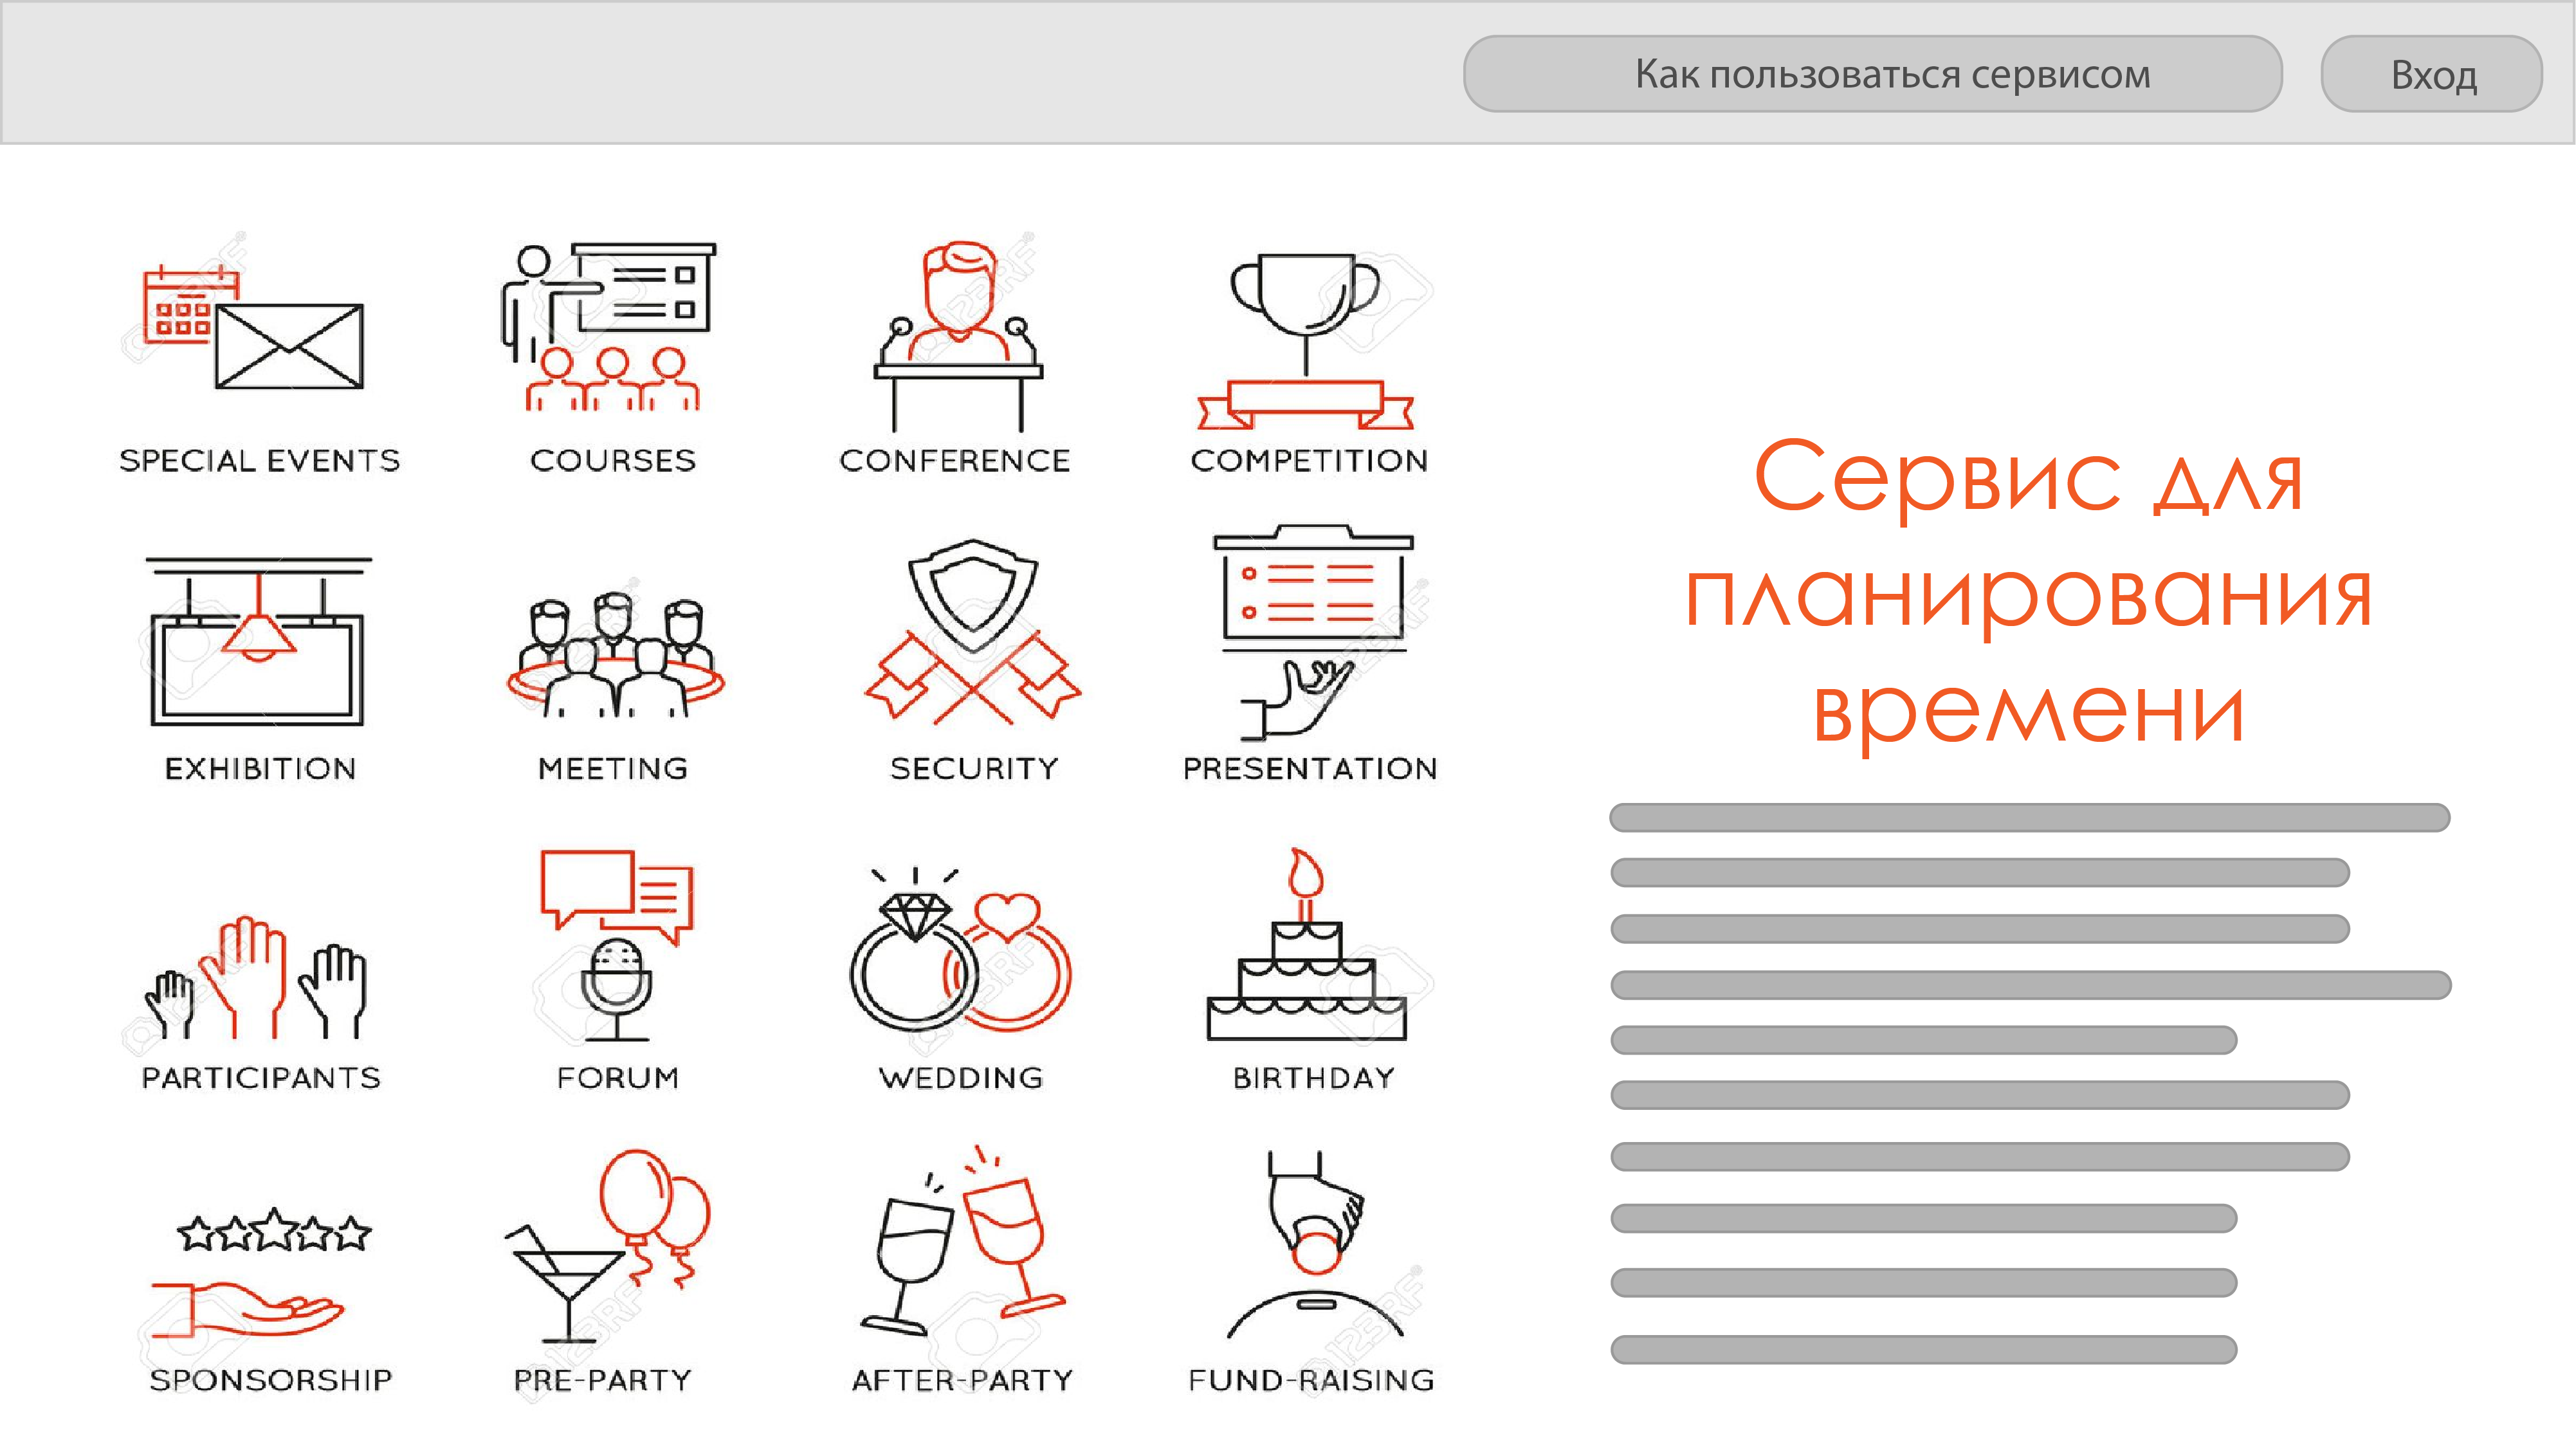 Как пользоваться сервисом
Вход
SPECIAL EVENTS
COURSES
CONFERENCE
COMPETITION
EXHIBITION
MEETING
SECURITY
PRESENTATION
PARTICIPANTS
FORUM
WEDDING
BIRTHDAY
SPONSORSHIP
PRE-PARTY
AFTER-PARTY
FUND-RAISING
Сервис для
планирования
времени
123RF